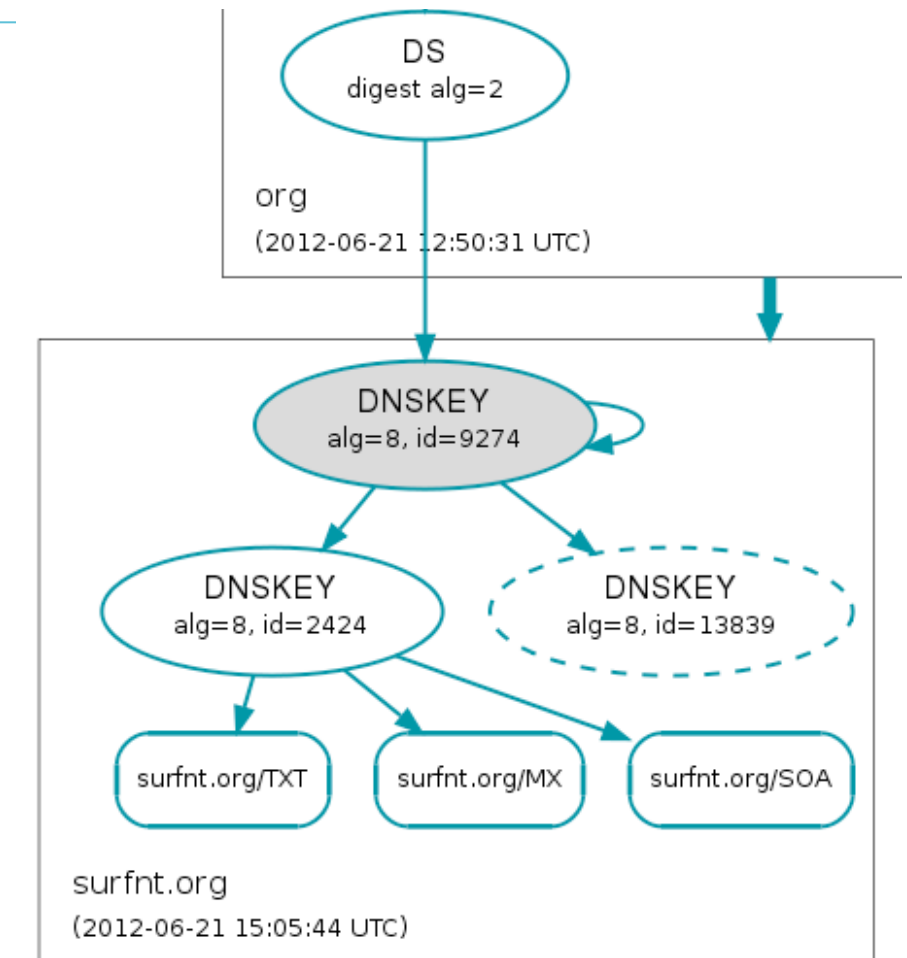 DS
digest alg=2
org
(2012-06-21 12:50:31 UTC)
DNSKEY
alg=8, id=9274
DNSKEY
alg=8, id=2424
DNSKEY
alg=8, id=13839
surfnt.org/TXT
surfnt.org/MX
surfnt.org/SOA
surfnt.org
(2012-06-21 15:05:44 UTC)